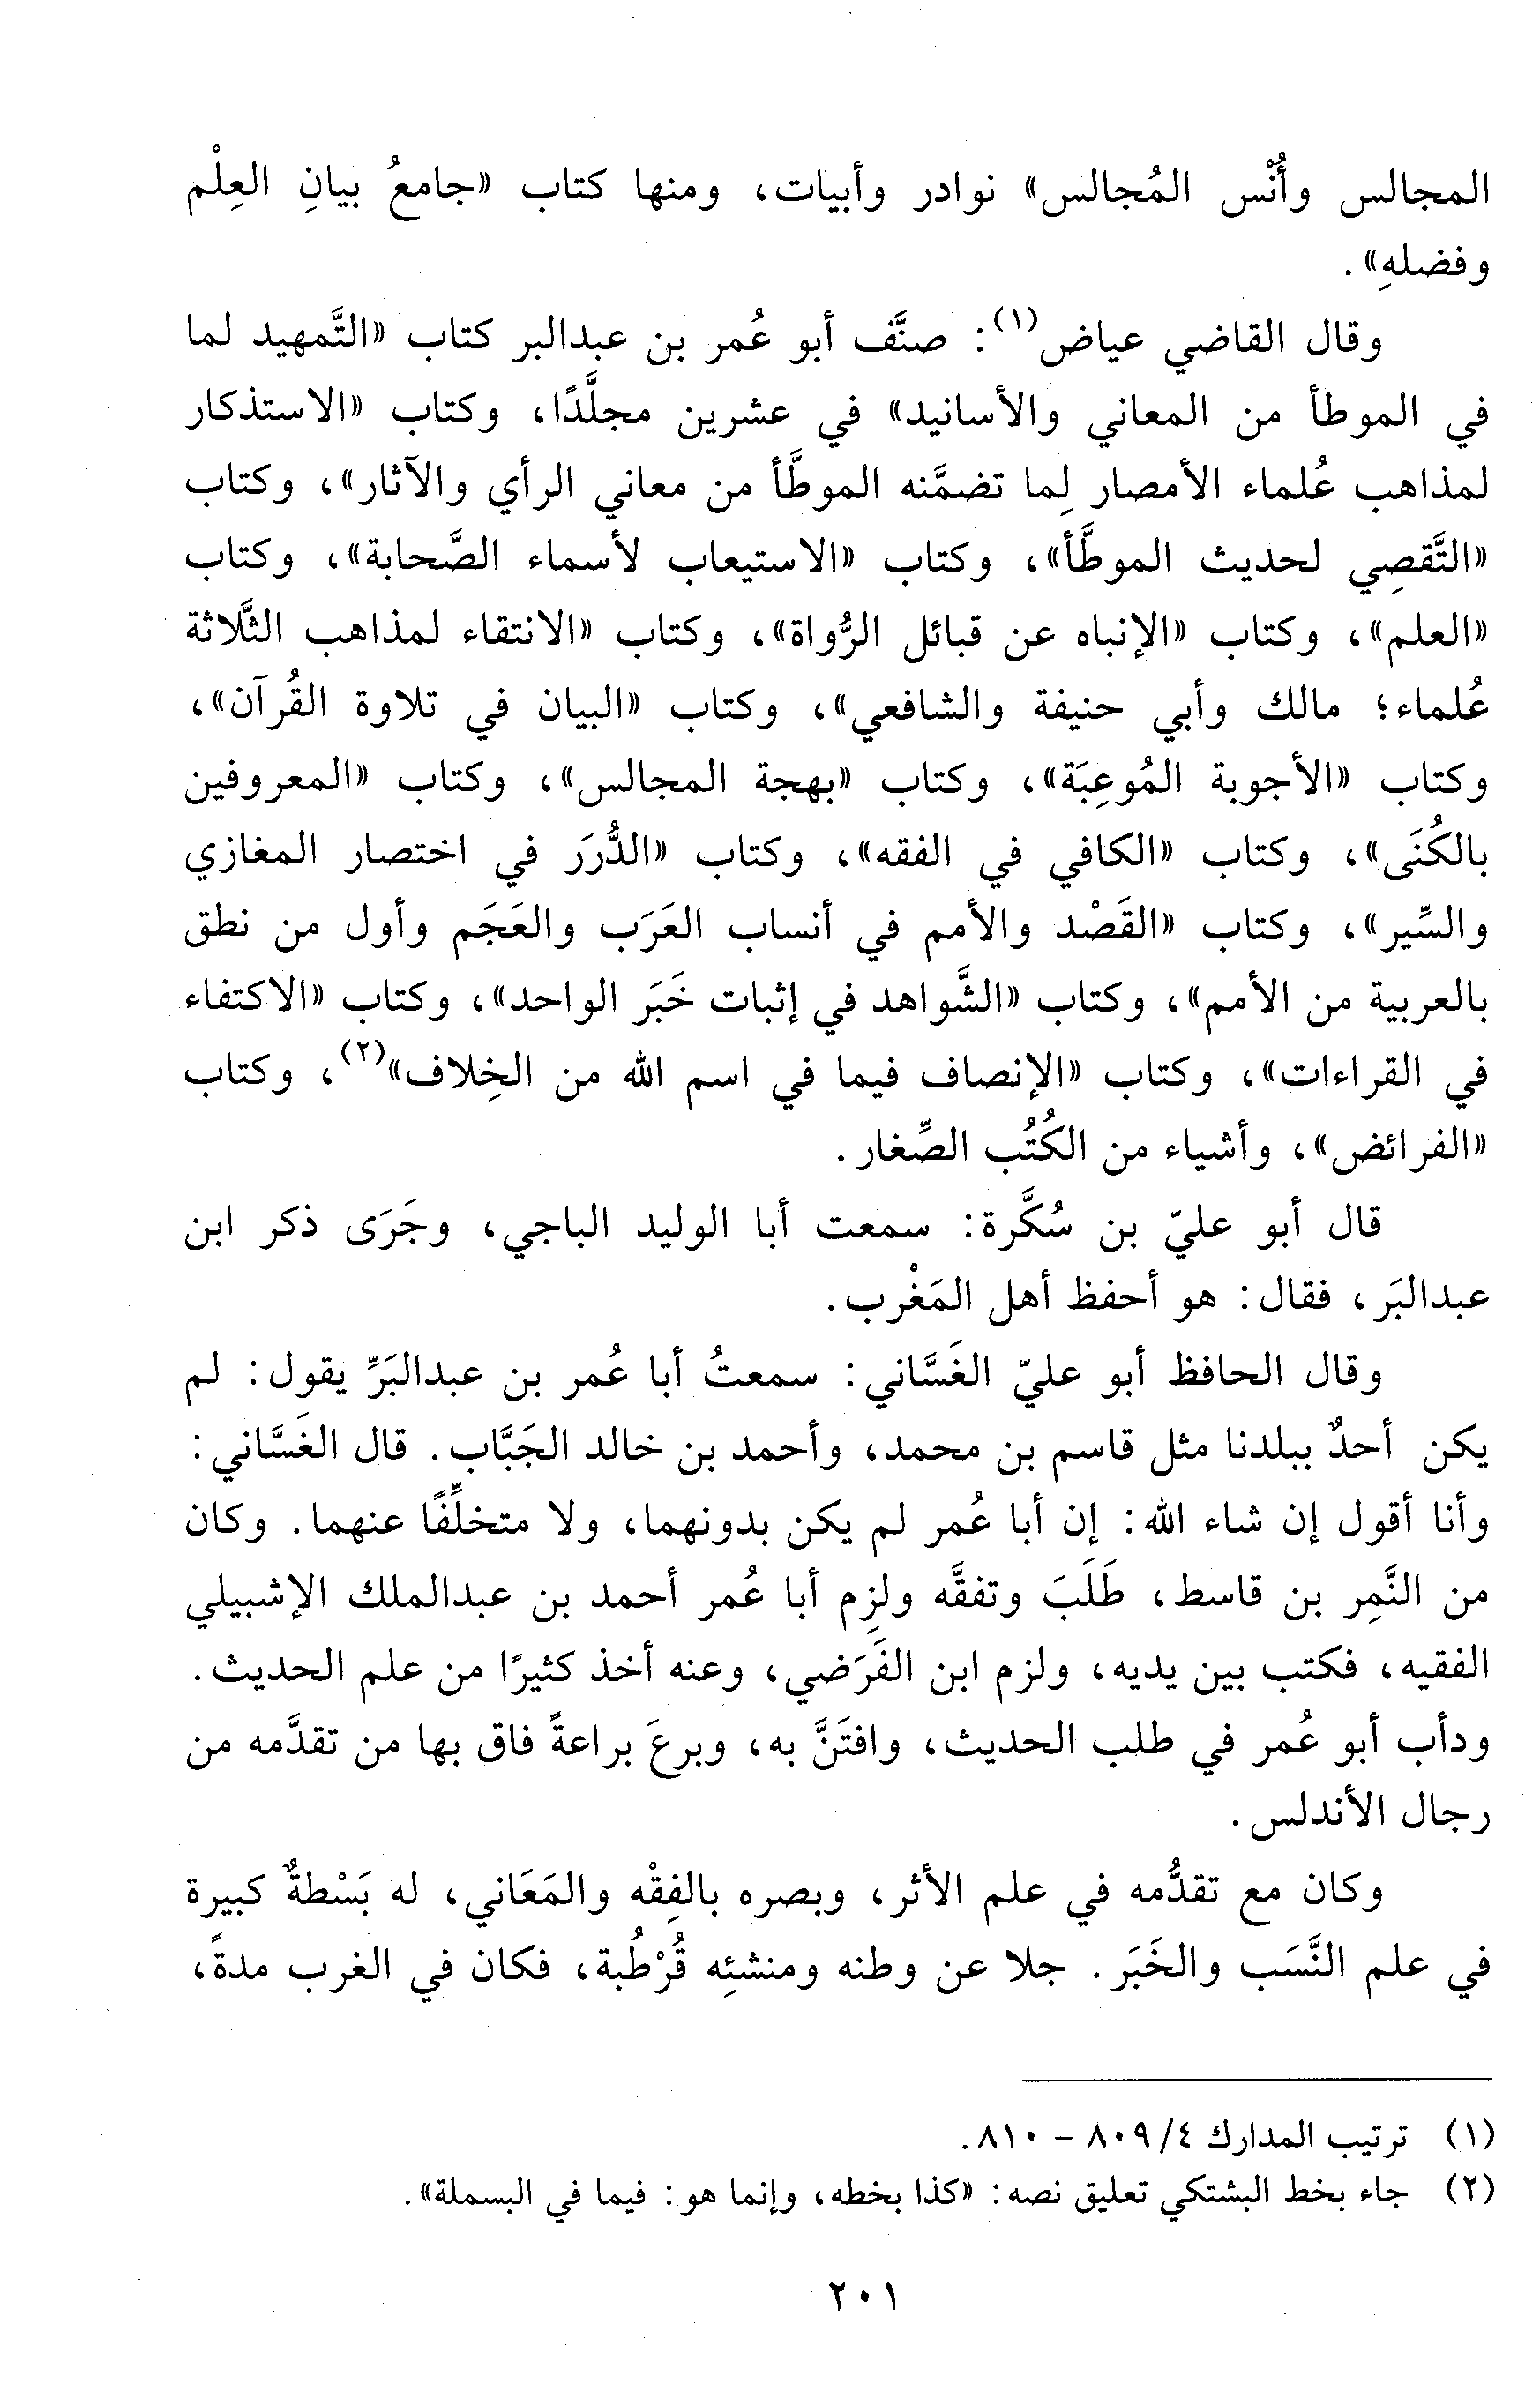 المجالس وأُنْس المُجالس» نوادر وأبيات، ومنها كتاب «جامعُ بيانِ العِلْم
وفضلهِ».
وقال القاضي عياض(١): صنَّف أبو عُمر بن عبدالبر كتاب «التَّمهيد لما
في الموطأ من المعاني والأسانيد» في عشرين مجلَّدًا، وكتاب «الاستذكار
لمذاهب عُلماء الأمصار لِما تضمَّنه الموطَّأ من معاني الرأي والآثار»، وكتاب
«التَّقصِي لحديث الموطَّأ»، وكتاب «الاستيعاب لأسماء الصَّحابة»، وكتاب
«العلم»، وكتاب «الإنباه عن قبائل الرُّواة»، وكتاب «الانتقاء لمذاهب الثَّلاثة
عُلماء؛ مالك وأبي حنيفة والشافعي»، وكتاب «البيان في تلاوة القُرآن»،
وكتاب «الأجوبة المُوعِبَة»، وكتاب «بهجة المجالس»، وكتاب «المعروفين
بالكُنَى»، وكتاب «الكافي في الفقه»، وكتاب «الدُّرَر في اختصار المغازي
والسِّير»، وكتاب «القَصْد والأمم في أنساب العَرَب والعَجَم وأول من نطق
بالعربية من الأمم»، وكتاب «الشَّواهد في إثبات خَبَر الواحد»، وكتاب «الاكتفاء
في القراءات»، وكتاب «الإنصاف فيما في اسم الله من الخِلاف»(٢)، وكتاب
«الفرائض»، وأشياء من الكُتُب الصِّغار.
قال أبو عليّ بن سُكَّرة: سمعت أبا الوليد الباجي، وجَرَى ذكر ابن
عبدالبَر، فقال: هو أحفظ أهل المَغْرب.
وقال الحافظ أبو عليّ الغَسَّاني: سمعتُ أبا عُمر بن عبدالبَرِّ يقول: لم
يكن أحدٌ ببلدنا مثل قاسم بن محمد، وأحمد بن خالد الجَبَّاب. قال الغَسَّاني:
وأنا أقول إن شاء الله: إن أبا عُمر لم يكن بدونهما، ولا متخلِّفًا عنهما. وكان
من النَّمِر بن قاسط، طَلَبَ وتفقَّه ولزِم أبا عُمر أحمد بن عبدالملك الإشبيلي
الفقيه، فكتب بين يديه، ولزم ابن الفَرَضي، وعنه أخذ كثيرًا من علم الحديث.
ودأب أبو عُمر في طلب الحديث، وافتَنَّ به، وبرعَ براعةً فاق بها من تقدَّمه من
رجال الأندلس.
وكان مع تقدُّمه في علم الأثر، وبصره بالفِقْه والمَعَاني، له بَسْطةٌ كبيرة
في علم النَّسَب والخَبَر. جلا عن وطنه ومنشئِه قُرْطُبة، فكان في الغرب مدةً،
(١) ترتيب المدارك ٤/ ٨٠٩ - ٨١٠.
(٢) جاء بخط البشتكي تعليق نصه: «كذا بخطه، وإنما هو: فيما في البسملة».
٢٠١